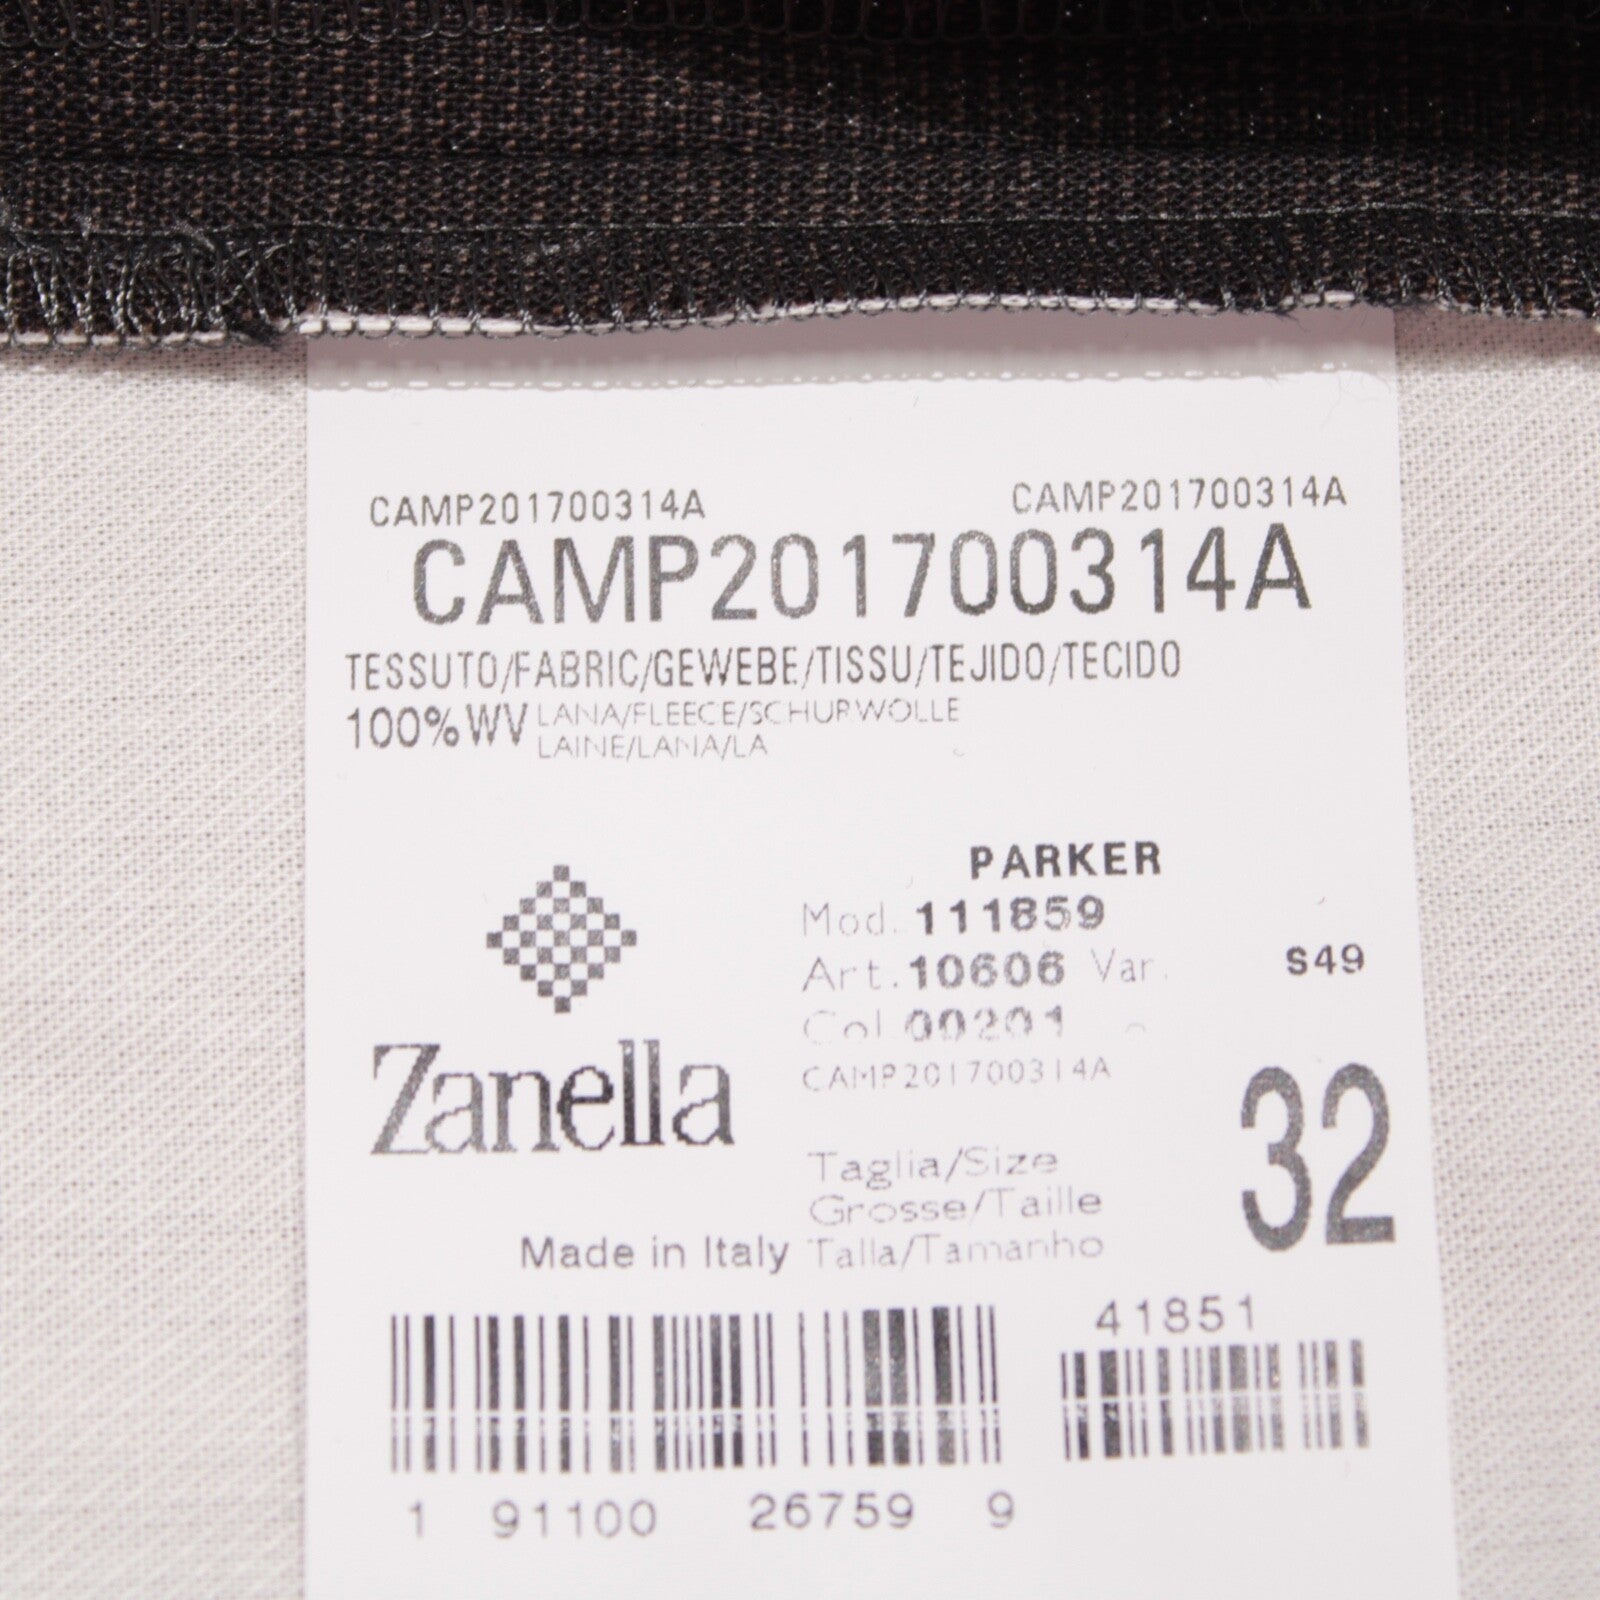 CAMP201700314A CAMP201700314A
CAMP201700314A
TESSUTO/FABRIC/GEWEBE/TISSU/TEJIDO/TECIDO
100%WV LANA/FLEECE/SCHURWOLLE
LAINE/LANA/LA
PARKER
Mod. 111859
Art. 10606 Var. S49
Col 00201
CAMP201700314A
Zanella
32
Taglia/Size
Grosse/Taille
Made in Italy Talla/Tamanho
41851
1 91100 26759 9